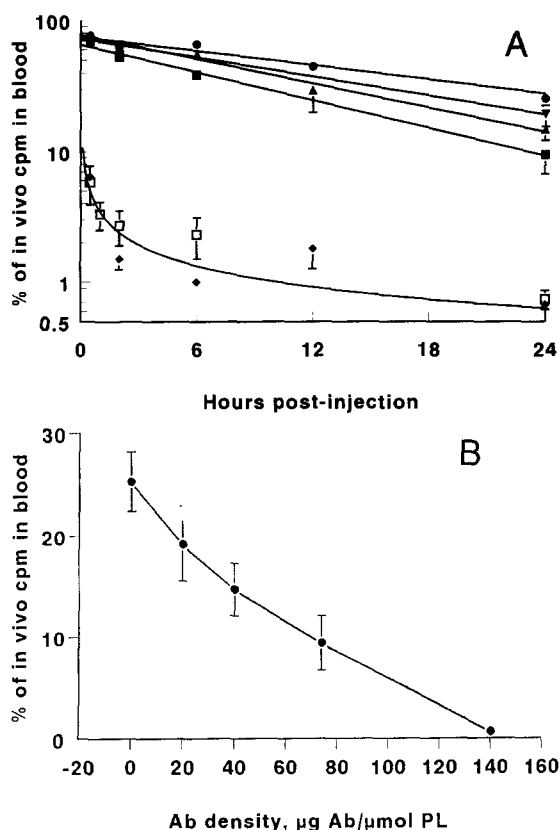 A
% of in vivo cpm in blood
100
10
1
0.5
0 6 12 18 24
Hours post-injection
B
% of in vivo cpm in blood
30
20
10
0
-20 0 20 40 60 80 100 120 140 160
Ab density, µg Ab/µmol PL